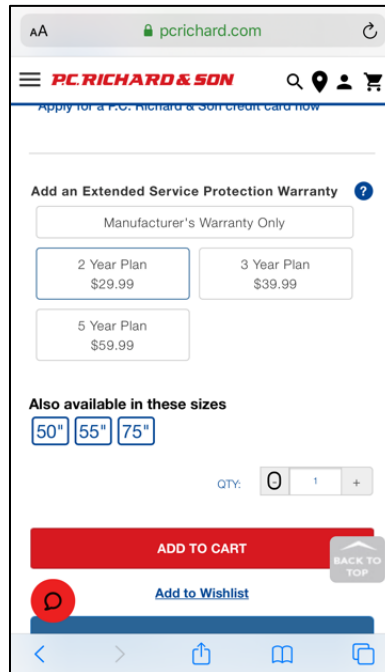 AA pcrichard.com
P.C. RICHARD & SON
Apply for a P.C. Richard & Son credit card now
Add an Extended Service Protection Warranty ?
Manufacturer's Warranty Only
2 Year Plan 3 Year Plan
$29.99 $39.99
5 Year Plan
$59.99
Also available in these sizes
50" 55" 75"
QTY: - 1 +
ADD TO CART
BACK TO
TOP
Add to Wishlist